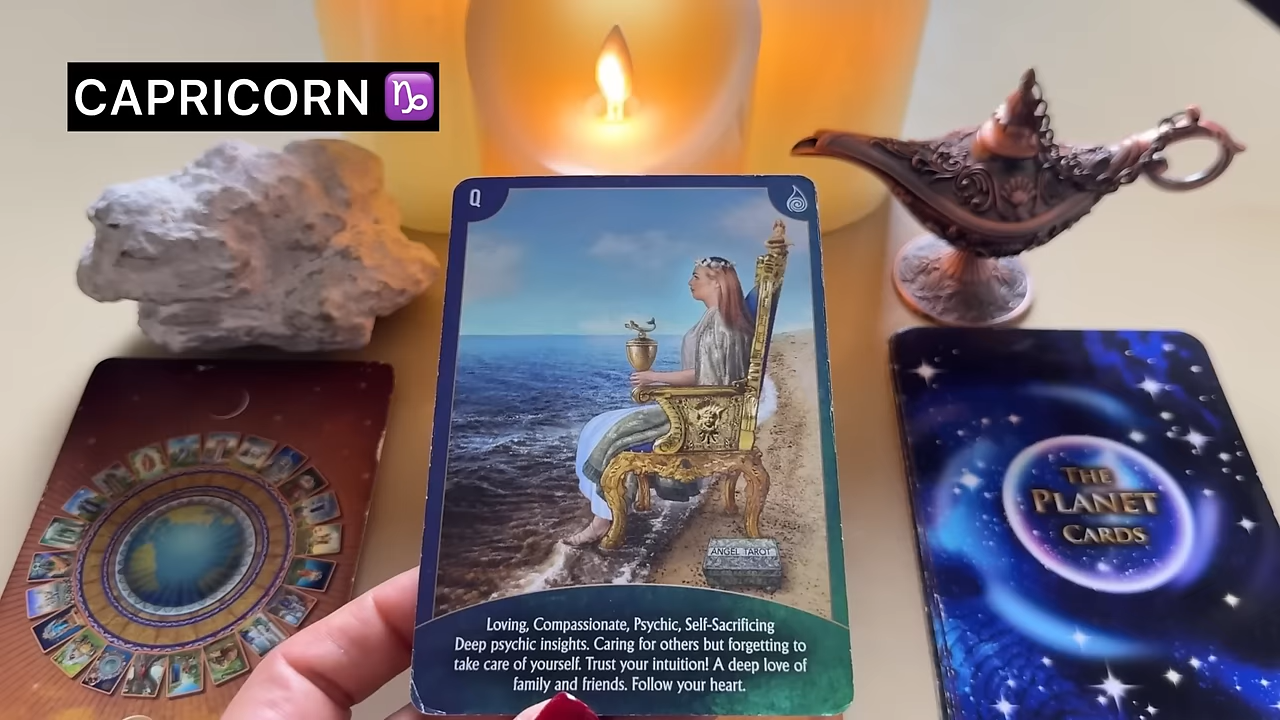 CAPRICORN ♑
Q
ANGEL TAROT
Loving, Compassionate, Psychic, Self-Sacrificing
Deep psychic insights. Caring for others but forgetting to
take care of yourself. Trust your intuition! A deep love of
family and friends. Follow your heart.
THE
PLANET
CARDS